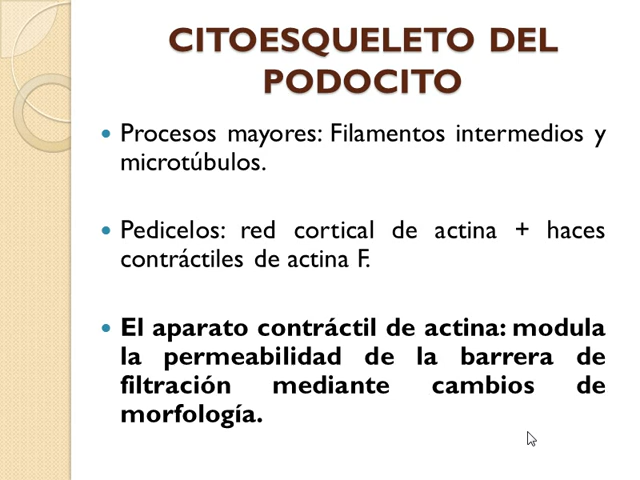 CITOESQUELETO DEL
PODOCITO
• Procesos mayores: Filamentos intermedios y
microtúbulos.
• Pedicelos: red cortical de actina + haces
contráctiles de actina F.
• El aparato contráctil de actina: modula
la permeabilidad de la barrera de
filtración mediante cambios de
morfología.